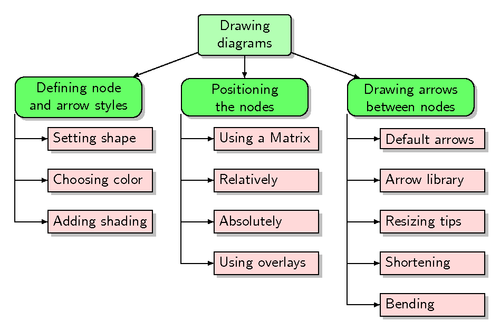 Drawing
diagrams
Defining node
and arrow styles
Setting shape
Choosing color
Adding shading
Positioning
the nodes
Using a Matrix
Relatively
Absolutely
Using overlays
Drawing arrows
between nodes
Default arrows
Arrow library
Resizing tips
Shortening
Bending